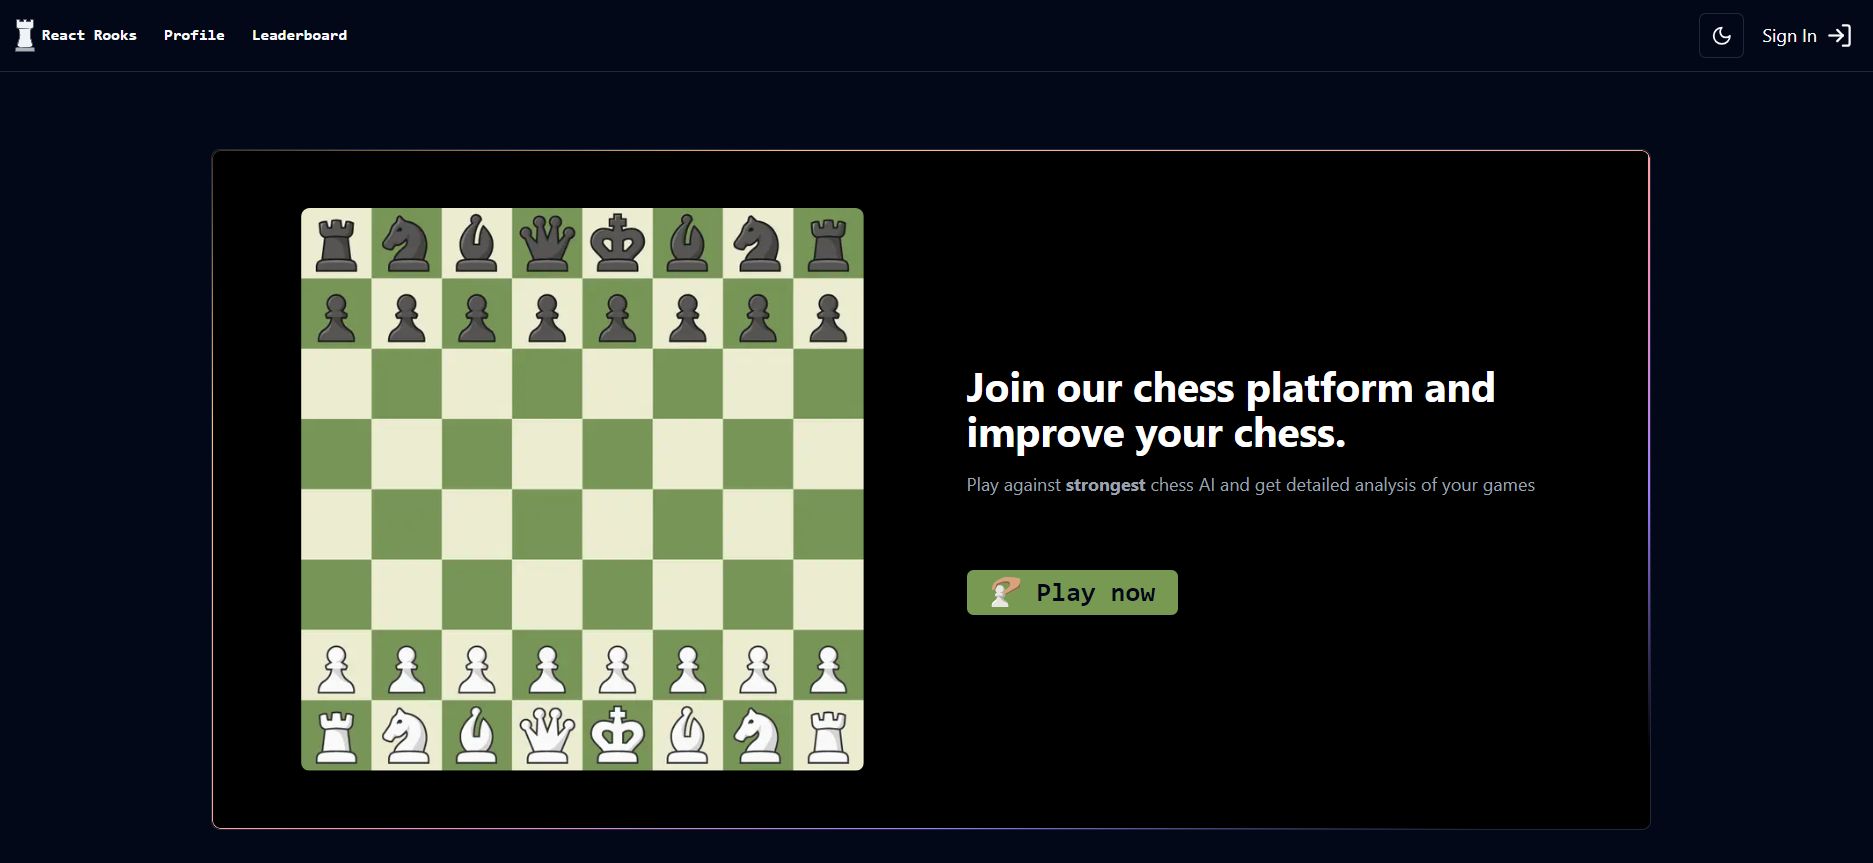 React Rooks Profile Leaderboard Sign In
Join our chess platform and
improve your chess.
Play against strongest chess AI and get detailed analysis of your games
Play now